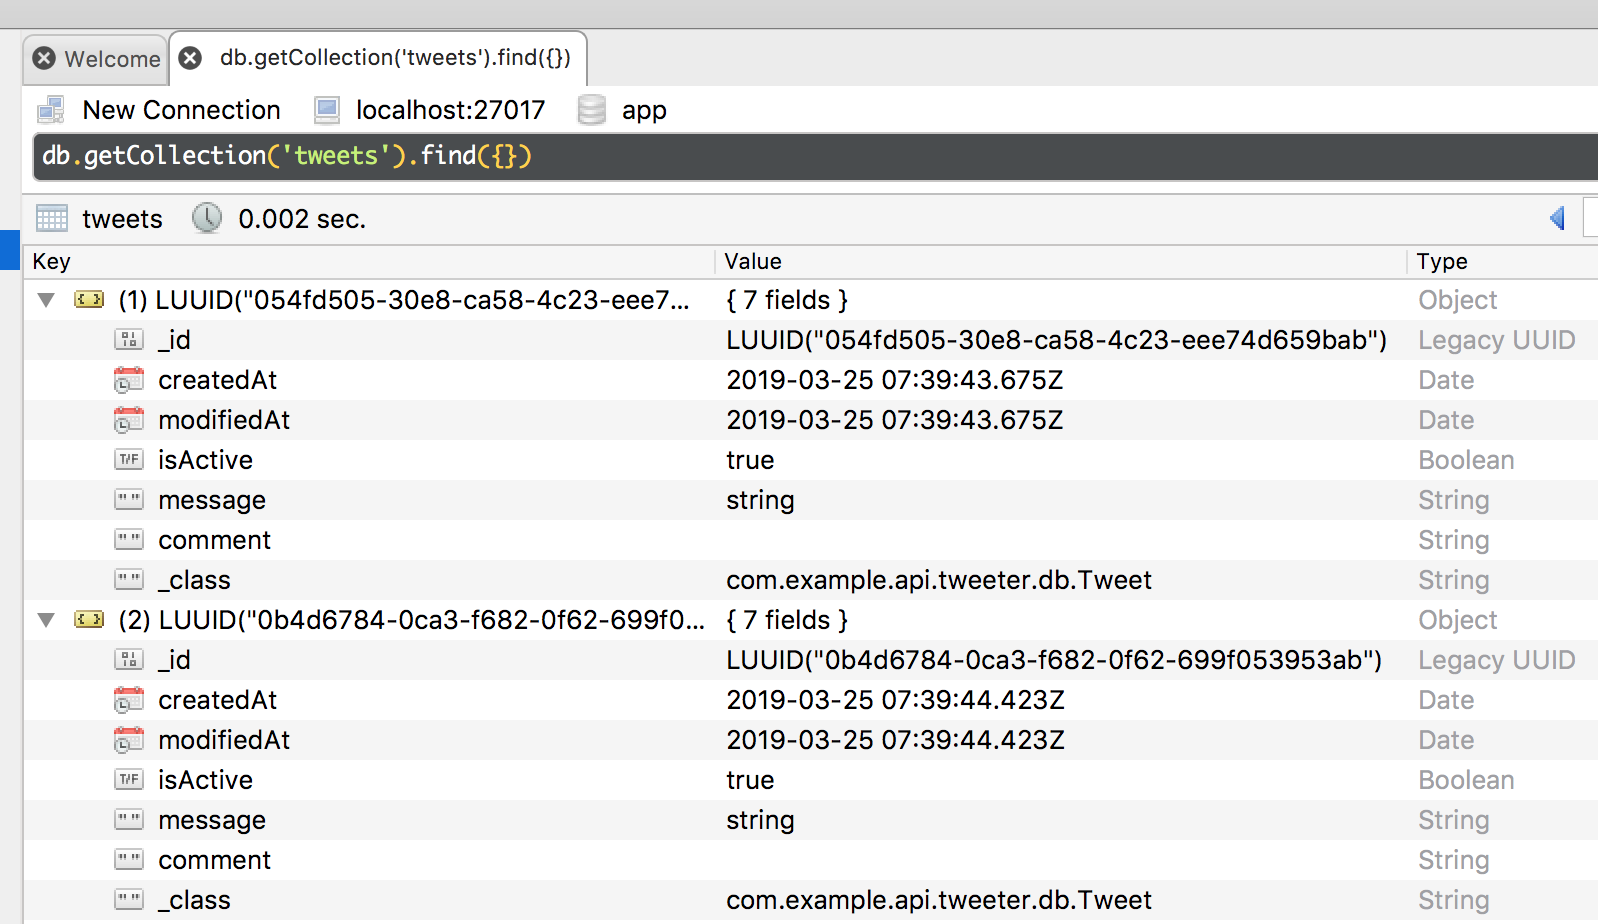 Welcome db.getCollection('tweets').find({})
New Connection localhost:27017 app
db.getCollection('tweets').find({})
tweets 0.002 sec.
Key Value Type
(1) LUUID("054fd505-30e8-ca58-4c23-eee7... { 7 fields } Object
_id LUUID("054fd505-30e8-ca58-4c23-eee74d659bab") Legacy UUID
createdAt 2019-03-25 07:39:43.675Z Date
modifiedAt 2019-03-25 07:39:43.675Z Date
T/F isActive true Boolean
"" message string String
"" comment String
"" _class com.example.api.tweeter.db.Tweet String
(2) LUUID("0b4d6784-0ca3-f682-0f62-699f0... { 7 fields } Object
_id LUUID("0b4d6784-0ca3-f682-0f62-699f053953ab") Legacy UUID
createdAt 2019-03-25 07:39:44.423Z Date
modifiedAt 2019-03-25 07:39:44.423Z Date
T/F isActive true Boolean
"" message string String
"" comment String
"" _class com.example.api.tweeter.db.Tweet String